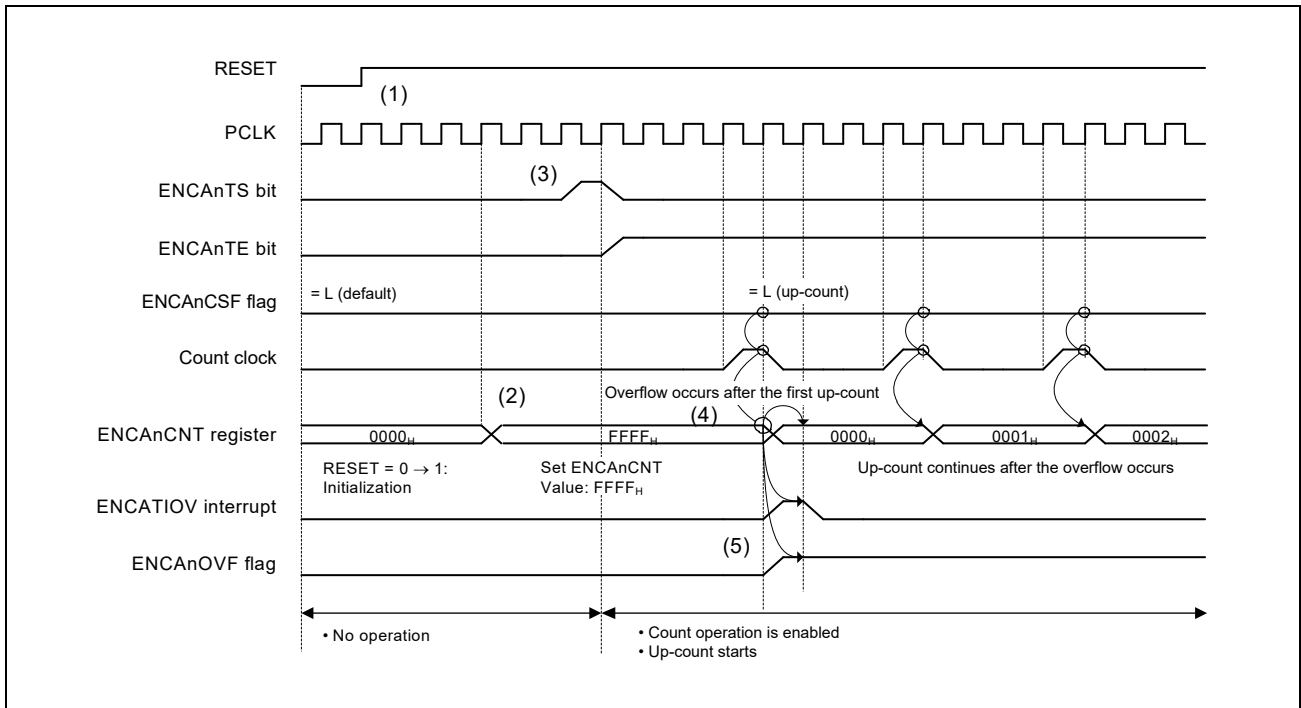 RESET
(1)
PCLK
(3)
ENCAnTS bit
ENCAnTE bit
ENCAnCSF flag
= L (default)
= L (up-count)
Count clock
Overflow occurs after the first up-count
(2)
(4)
ENCAnCNT register
0000H
FFFFH
0000H
0001H
0002H
RESET = 0 → 1:
Initialization
Set ENCAnCNT
Value: FFFFH
Up-count continues after the overflow occurs
ENCATIOV interrupt
(5)
ENCAnOVF flag
• No operation
• Count operation is enabled
• Up-count starts